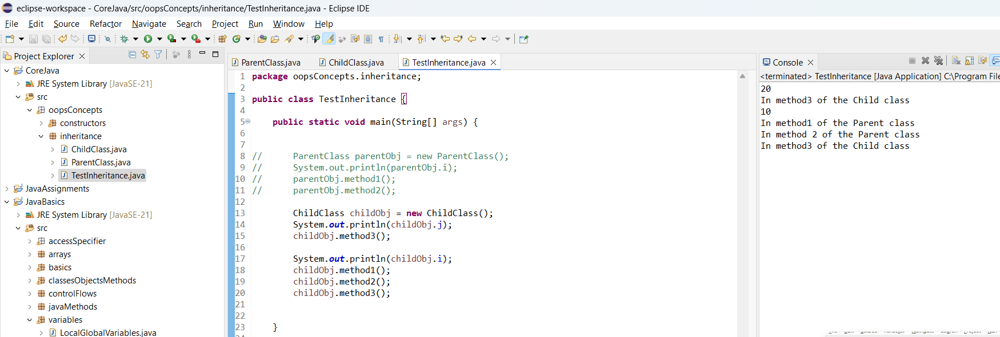 eclipse-workspace - CoreJava/src/oopsConcepts/inheritance/TestInheritance.java - Eclipse IDE
File Edit Source Refactor Navigate Search Project Run Window Help
Project Explorer
CoreJava
JRE System Library [JavaSE-21]
src
oopsConcepts
constructors
inheritance
ChildClass.java
ParentClass.java
TestInheritance.java
JavaAssignments
JavaBasics
JRE System Library [JavaSE-21]
src
accessSpecifier
arrays
basics
classesObjectsMethods
controlFlows
javaMethods
variables
LocalGlobalVariables.java
ParentClass.java ChildClass.java TestInheritance.java
1 package oopsConcepts.inheritance;
2
3 public class TestInheritance {
4
5 public static void main(String[] args) {
6
7
8 // ParentClass parentObj = new ParentClass();
9 // System.out.println(parentObj.i);
10 // parentObj.method1();
11 // parentObj.method2();
12
13 ChildClass childObj = new ChildClass();
14 System.out.println(childObj.j);
15 childObj.method3();
16
17 System.out.println(childObj.i);
18 childObj.method1();
19 childObj.method2();
20 childObj.method3();
21
22
23 }
Console
<terminated> TestInheritance [Java Application] C:\Program File
20
In method3 of the Child class
10
In method1 of the Parent class
In method 2 of the Parent class
In method3 of the Child class